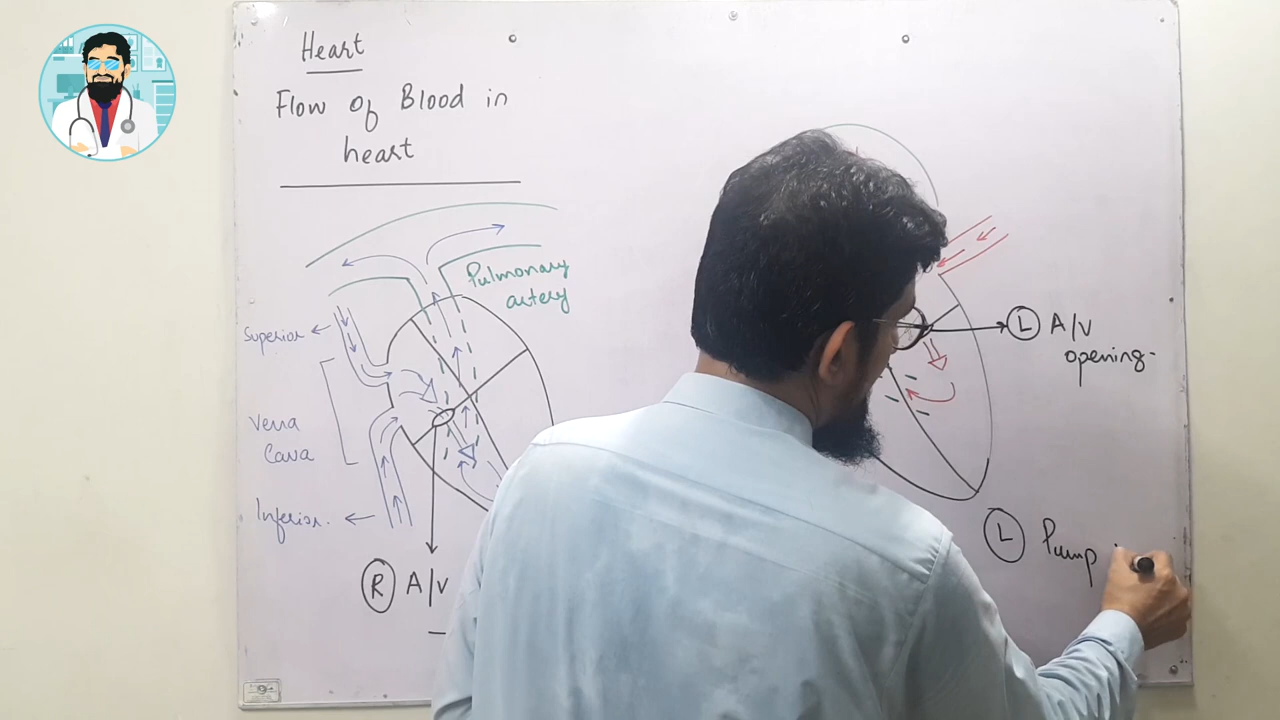 Heart
Flow of Blood in
heart
Pulmonary
artery
Superior
Vena
Cava
Inferior.
R A/V
L A/V
opening.
L Pump